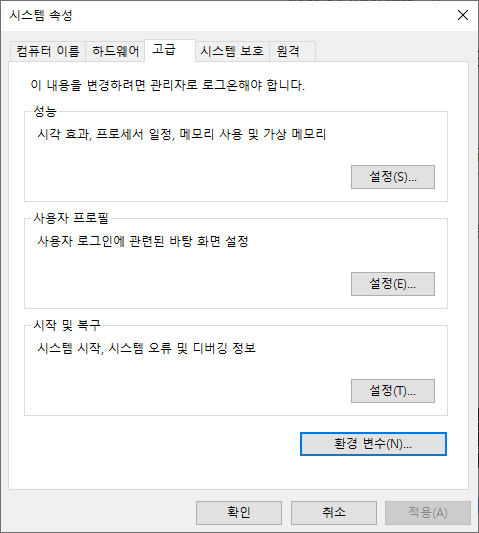 시스템 속성
컴퓨터 이름 하드웨어 고급 시스템 보호 원격
이 내용을 변경하려면 관리자로 로그온해야 합니다.
성능
시각 효과, 프로세서 일정, 메모리 사용 및 가상 메모리
설정(S)...
사용자 프로필
사용자 로그인에 관련된 바탕 화면 설정
설정(E)...
시작 및 복구
시스템 시작, 시스템 오류 및 디버깅 정보
설정(T)...
환경 변수(N)...
확인 취소 적용(A)